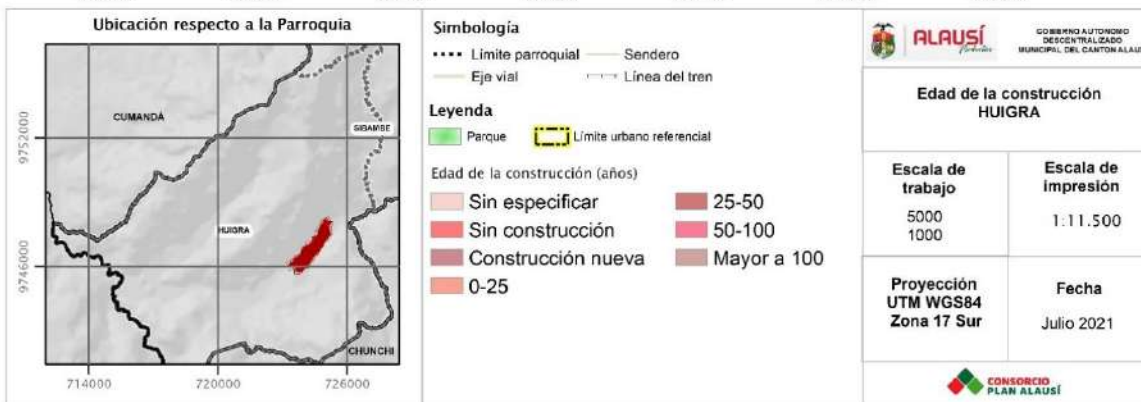 Ubicación respecto a la Parroquia
CUMANDÁ
SIBAMBE
HUIGRA
CHUNCHI
9752000
9746000
714000
720000
726000
Simbología
Límite parroquial
Sendero
Eje vial
Línea del tren
Leyenda
Parque
Límite urbano referencial
Edad de la construcción (años)
Sin especificar
Sin construcción
Construcción nueva
0-25
25-50
50-100
Mayor a 100
ALAUSÍ
GOBIERNO AUTONOMO
DESCENTRALIZADO
MUNICIPAL DEL CANTON ALAUS
Edad de la construcción
HUIGRA
Escala de
trabajo
5000
1000
Escala de
impresión
1:11.500
Proyección
UTM WGS84
Zona 17 Sur
Fecha
Julio 2021
CONSORCIO
PLAN ALAUSÍ